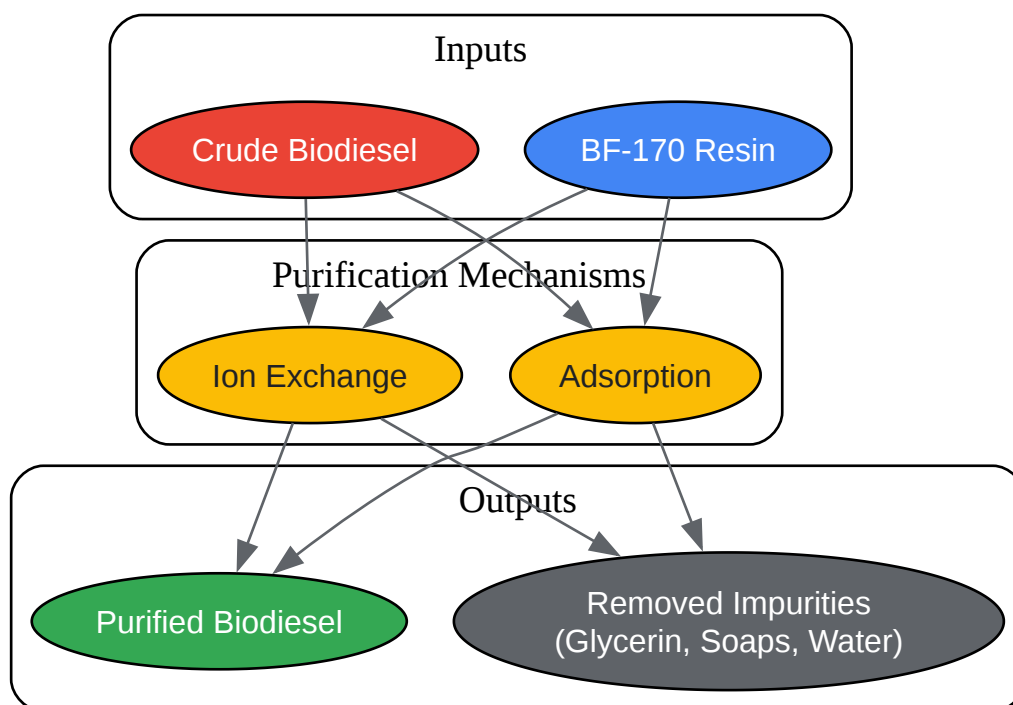 Inputs
Crude Biodiesel
BF-170 Resin
Purification Mechanisms
Ion Exchange
Adsorption
Outputs
Purified Biodiesel
Removed Impurities
(Glycerin, Soaps, Water)